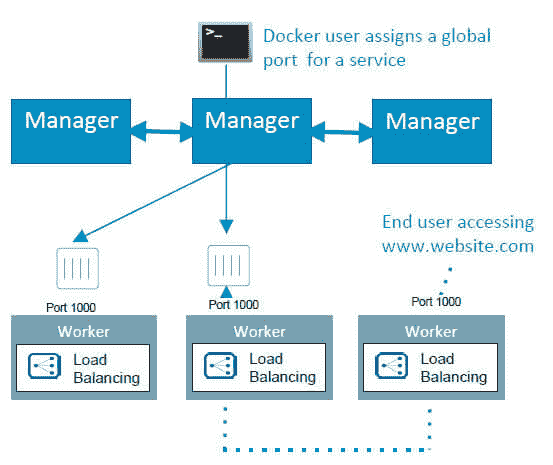 >_
Docker user assigns a global
port for a service
Manager
Manager
Manager
End user accessing
www.website.com
Port 1000
Port 1000
Port 1000
Worker
Load
Balancing
Worker
Load
Balancing
Worker
Load
Balancing